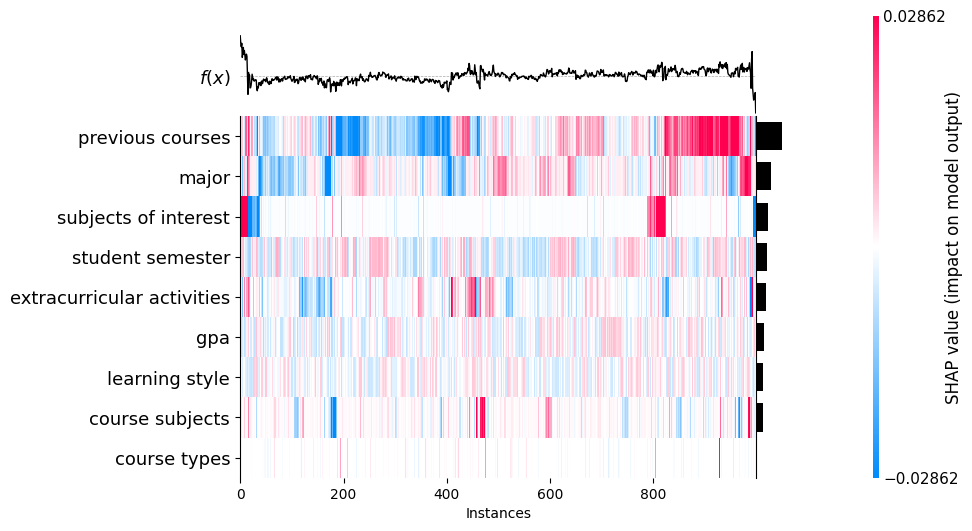 0.02862
f(x)
previous courses
major
subjects of interest
student semester
extracurricular activities
gpa
learning style
course subjects
course types
0 200 400 600 800
Instances
SHAP value (impact on model output)
−0.02862